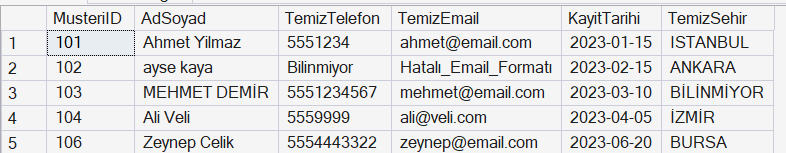 MusteriID AdSoyad TemizTelefon TemizEmail KayitTarihi TemizSehir
1 101 Ahmet Yilmaz 5551234 ahmet@email.com 2023-01-15 ISTANBUL
2 102 ayse kaya Bilinmiyor Hatalı_Email_Formatı 2023-02-15 ANKARA
3 103 MEHMET DEMİR 5551234567 mehmet@email.com 2023-03-10 BİLİNMİYOR
4 104 Ali Veli 5559999 ali@veli.com 2023-04-05 İZMİR
5 106 Zeynep Celik 5554443322 zeynep@email.com 2023-06-20 BURSA